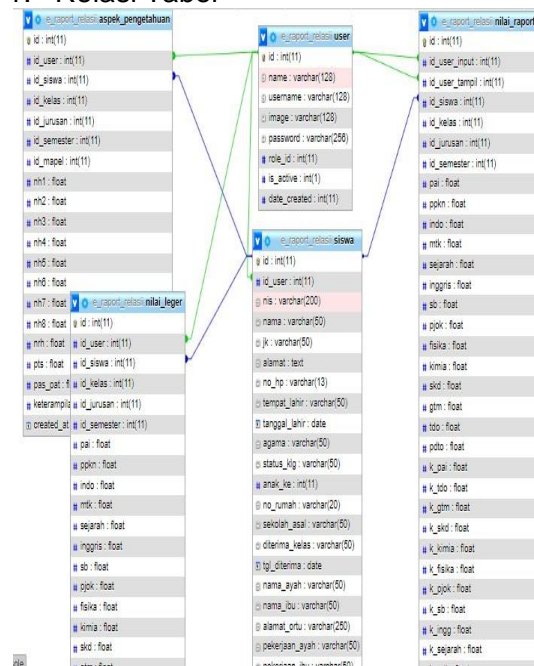 Relasi Tabel
e_raport_relasii aspek_pengetahuan
id : int(11)
id_user : int(11)
id_siswa : int(11)
id_kelas : int(11)
id_jurusan : int(11)
id_semester : int(11)
id_mapel : int(11)
nh1 : float
nh2 : float
nh3 : float
nh4 : float
nh5 : float
nh6 : float
nh7 : float
nh8 : float
nrh : float
pts : float
pas_pat : f
keterampila
created_at
e_raport_relasii nilai_leger
id : int(11)
id_user : int(11)
id_siswa : int(11)
id_kelas : int(11)
id_jurusan : int(11)
id_semester : int(11)
pai : float
ppkn : float
indo : float
mtk : float
sejarah : float
inggris : float
sb : float
pjok : float
fisika : float
kimia : float
skd : float
e_raport_relasii user
id : int(11)
name : varchar(128)
username : varchar(128)
image : varchar(128)
password : varchar(256)
role_id : int(11)
is_active : int(1)
date_created : int(11)
e_raport_relasii siswa
id : int(11)
id_user : int(11)
nis : varchar(200)
nama : varchar(50)
jk : varchar(50)
alamat : text
no_hp : varchar(13)
tempat_lahir : varchar(50)
tanggal_lahir : date
agama : varchar(50)
status_klg : varchar(50)
anak_ke : int(11)
no_rumah : varchar(20)
sekolah_asal : varchar(50)
diterima_kelas : varchar(50)
tgl_diterima : date
nama_ayah : varchar(50)
nama_ibu : varchar(50)
alamat_ortu : varchar(250)
pekerjaan_ayah : varchar(50)
e_raport_relasii nilai_raport
id : int(11)
id_user_input : int(11)
id_user_tampil : int(11)
id_siswa : int(11)
id_kelas : int(11)
id_jurusan : int(11)
id_semester : int(11)
pai : float
ppkn : float
indo : float
mtk : float
sejarah : float
inggris : float
sb : float
pjok : float
fisika : float
kimia : float
skd : float
gtm : float
tdo : float
pdto : float
k_pai : float
k_tdo : float
k_gtm : float
k_skd : float
k_kimia : float
k_fisika : float
k_pjok : float
k_sb : float
k_ingg : float
k_sejarah : float